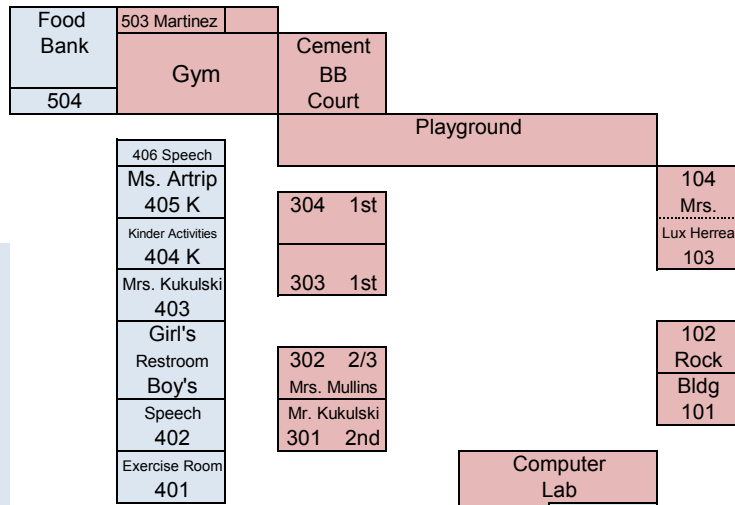 Food
Bank
504
503 Martinez
Gym
Cement
BB
Court
Playground
406 Speech
Ms. Artrip
405 K
Kinder Activities
404 K
Mrs. Kukulski
403
Girl's
Restroom
Boy's
Speech
402
Exercise Room
401
304 1st
303 1st
302 2/3
Mrs. Mullins
Mr. Kukulski
301 2nd
104
Mrs.
Lux Herrea
103
102
Rock
Bldg
101
Computer
Lab